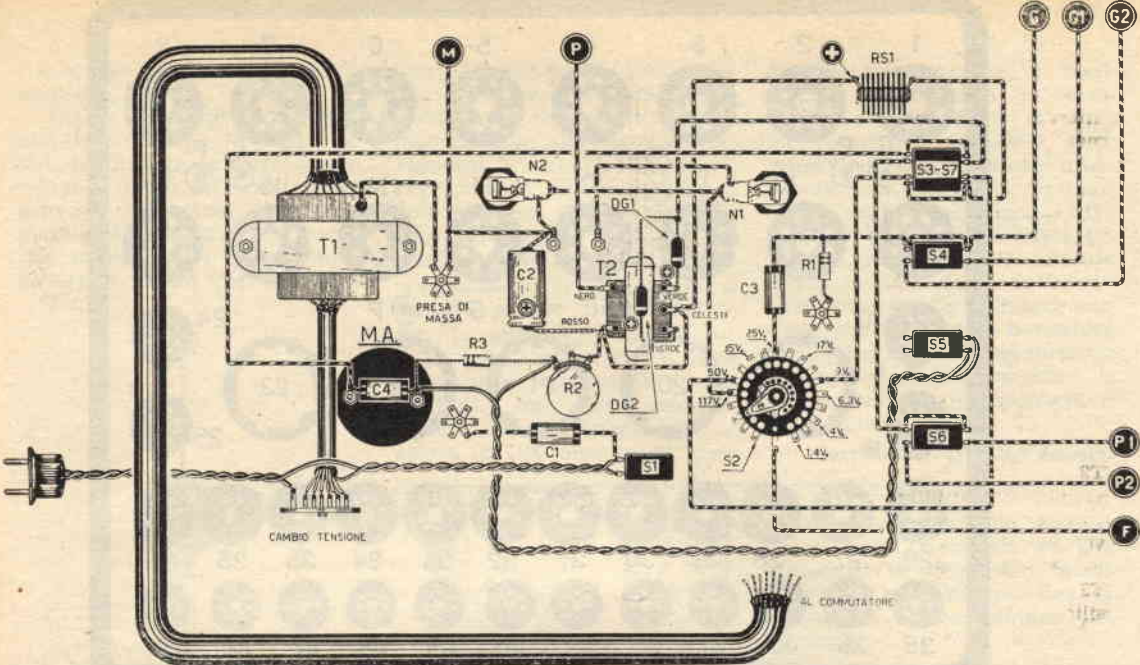 G
G1
G2
M
P
RS1
N2
S3-S7
DG1
N1
T1
C2
T2
C3
R1
S4
NERO
VERDE
CELESTE
PRESA DI
MASSA
ROSSO
VERDE
S5
M.A.
R3
15V.
17V.
50V.
9V.
C4
R2
117V.
6,3V.
DG2
4V.
S6
P1
C1
S1
S2
1.4V.
P2
CAMBIO TENSIONE
F
AL COMMUTATORE